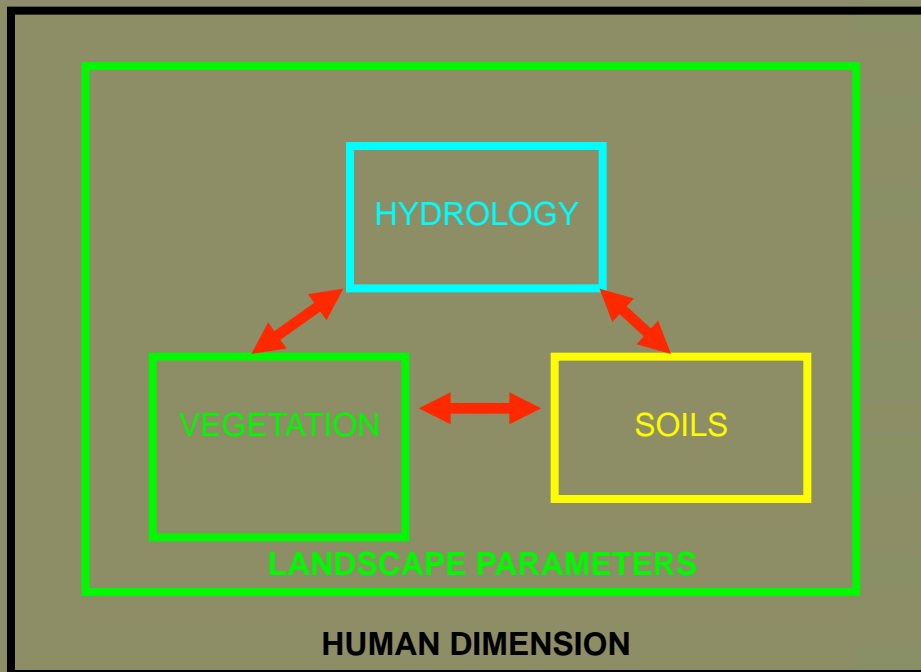 HYDROLOGY
VEGETATION
SOILS
LANDSCAPE PARAMETERS
HUMAN DIMENSION